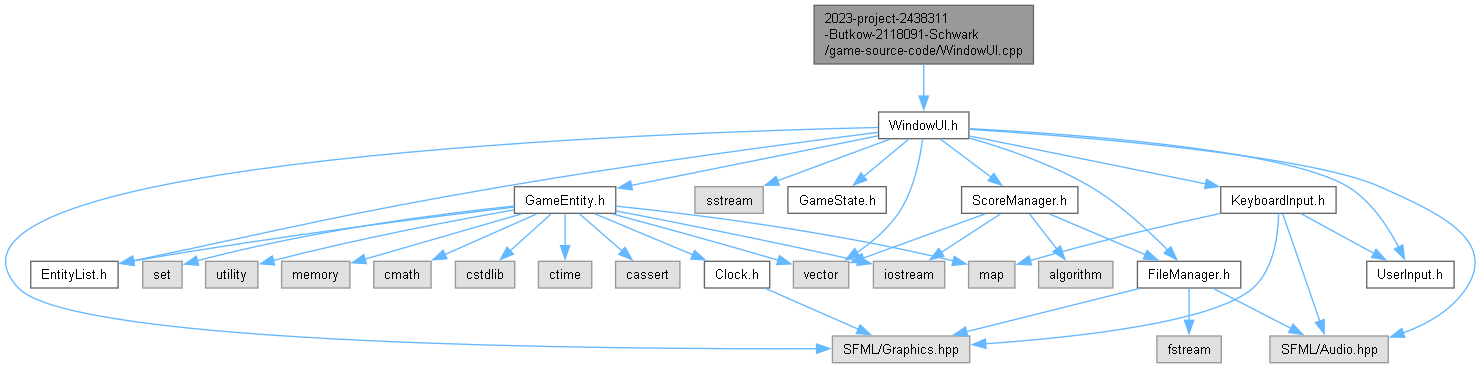 2023-project-2438311
-Butkow-2118091-Schwark
/game-source-code/WindowUI.cpp
WindowUI.h
GameEntity.h
sstream
GameState.h
ScoreManager.h
KeyboardInput.h
EntityList.h
set
utility
memory
cmath
cstdlib
ctime
cassert
Clock.h
vector
iostream
map
algorithm
FileManager.h
UserInput.h
SFML/Graphics.hpp
fstream
SFML/Audio.hpp